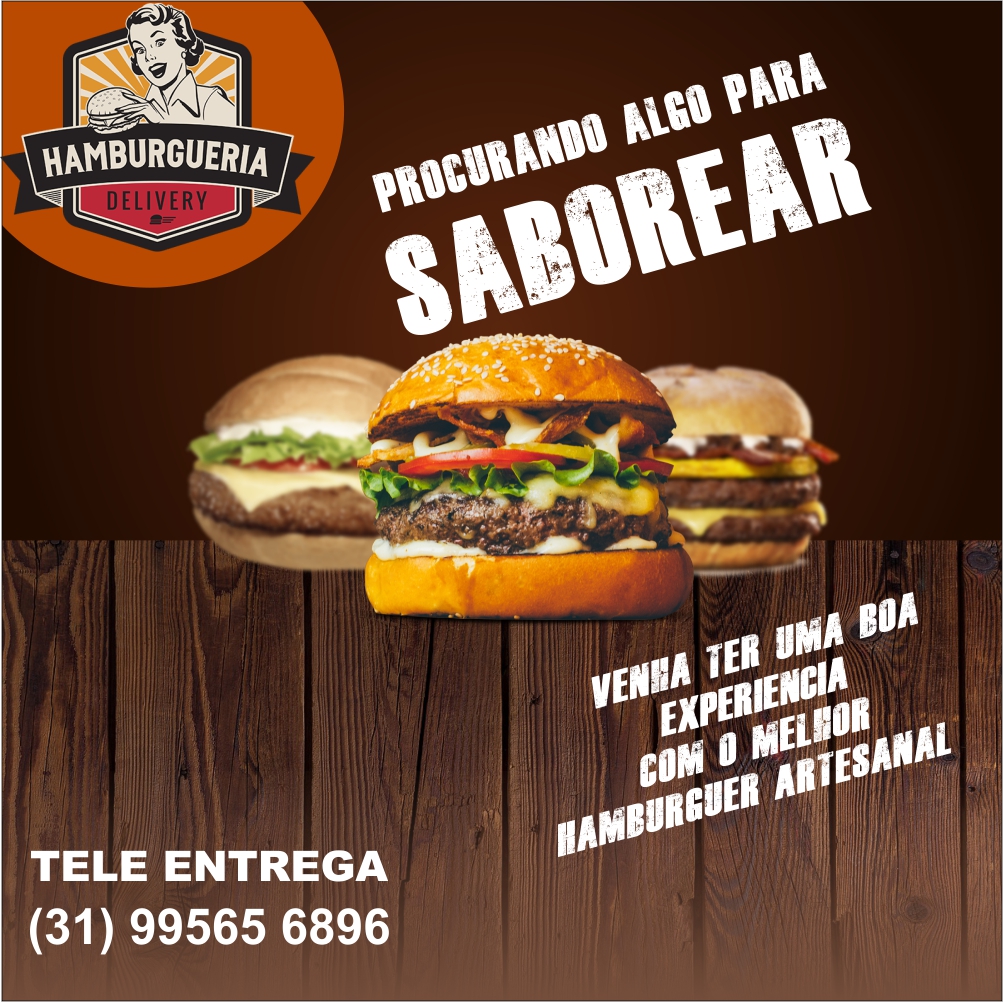 HAMBURGUERIA
DELIVERY
PROCURANDO ALGO PARA
SABOREAR
VENHA TER UMA BOA
EXPERIENCIA
COM O MELHOR
HAMBURGUER ARTESANAL
TELE ENTREGA
(31) 99565 6896